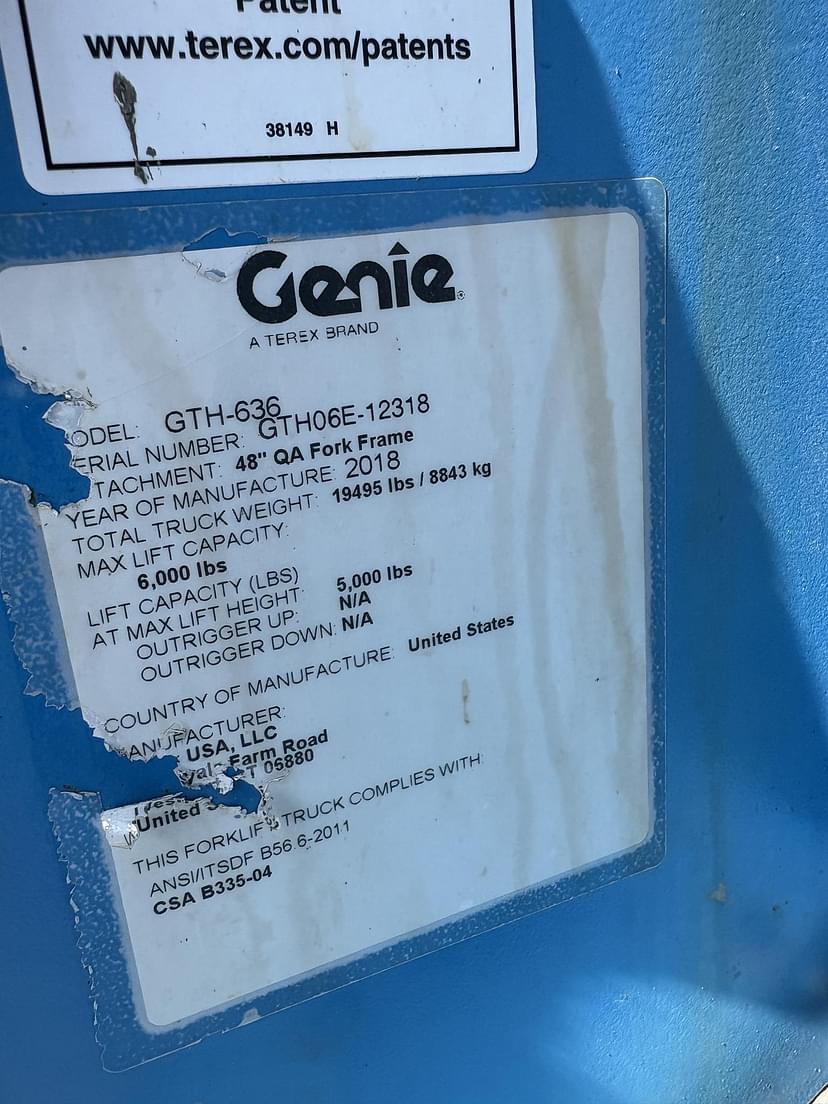 Patent
www.terex.com/patents
38149 H
Genie
A TEREX BRAND
ODEL: GTH-636
ERIAL NUMBER: GTH06E-12318
TACHMENT: 48" QA Fork Frame
YEAR OF MANUFACTURE: 2018
TOTAL TRUCK WEIGHT: 19495 lbs / 8843 kg
MAX LIFT CAPACITY:
6,000 lbs
LIFT CAPACITY (LBS)
AT MAX LIFT HEIGHT: 5,000 lbs
OUTRIGGER UP: N/A
OUTRIGGER DOWN: N/A
COUNTRY OF MANUFACTURE: United States
ANUFACTURER:
USA, LLC
Farm Road
T 06880
United
THIS FORKLIFT TRUCK COMPLIES WITH:
ANSI/ITSDF B56.6-2011
CSA B335-04